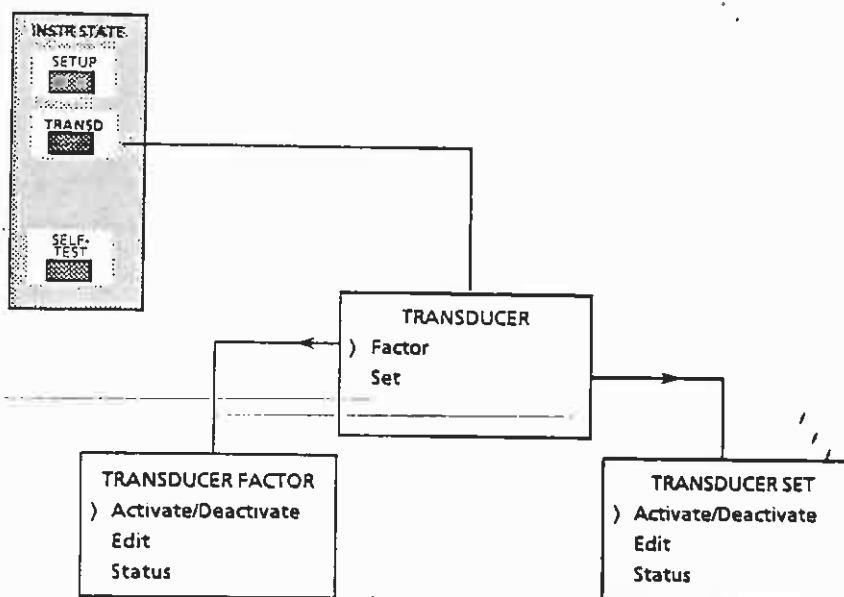 INSTR STATE
SETUP
TRANSD
SELF-
TEST
TRANSDUCER
) Factor
Set
TRANSDUCER FACTOR
) Activate/Deactivate
Edit
Status
TRANSDUCER SET
) Activate/Deactivate
Edit
Status